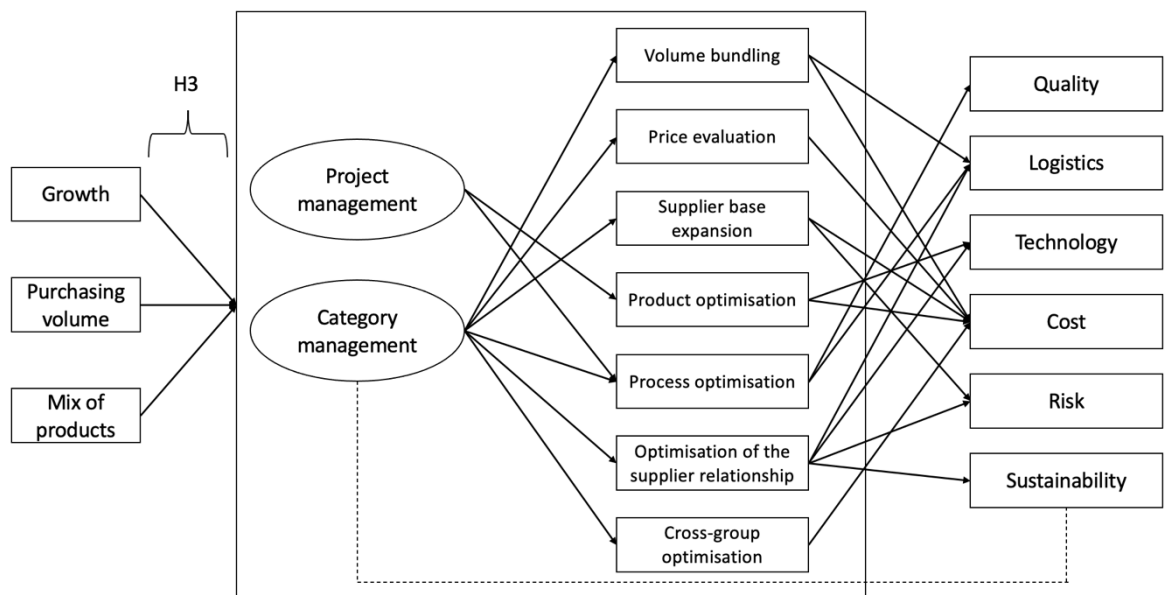 H3
Growth
Purchasing
volume
Mix of
products
Project
management
Category
management
Volume bundling
Price evaluation
Supplier base
expansion
Product optimisation
Process optimisation
Optimisation of the
supplier relationship
Cross-group
optimisation
Quality
Logistics
Technology
Cost
Risk
Sustainability